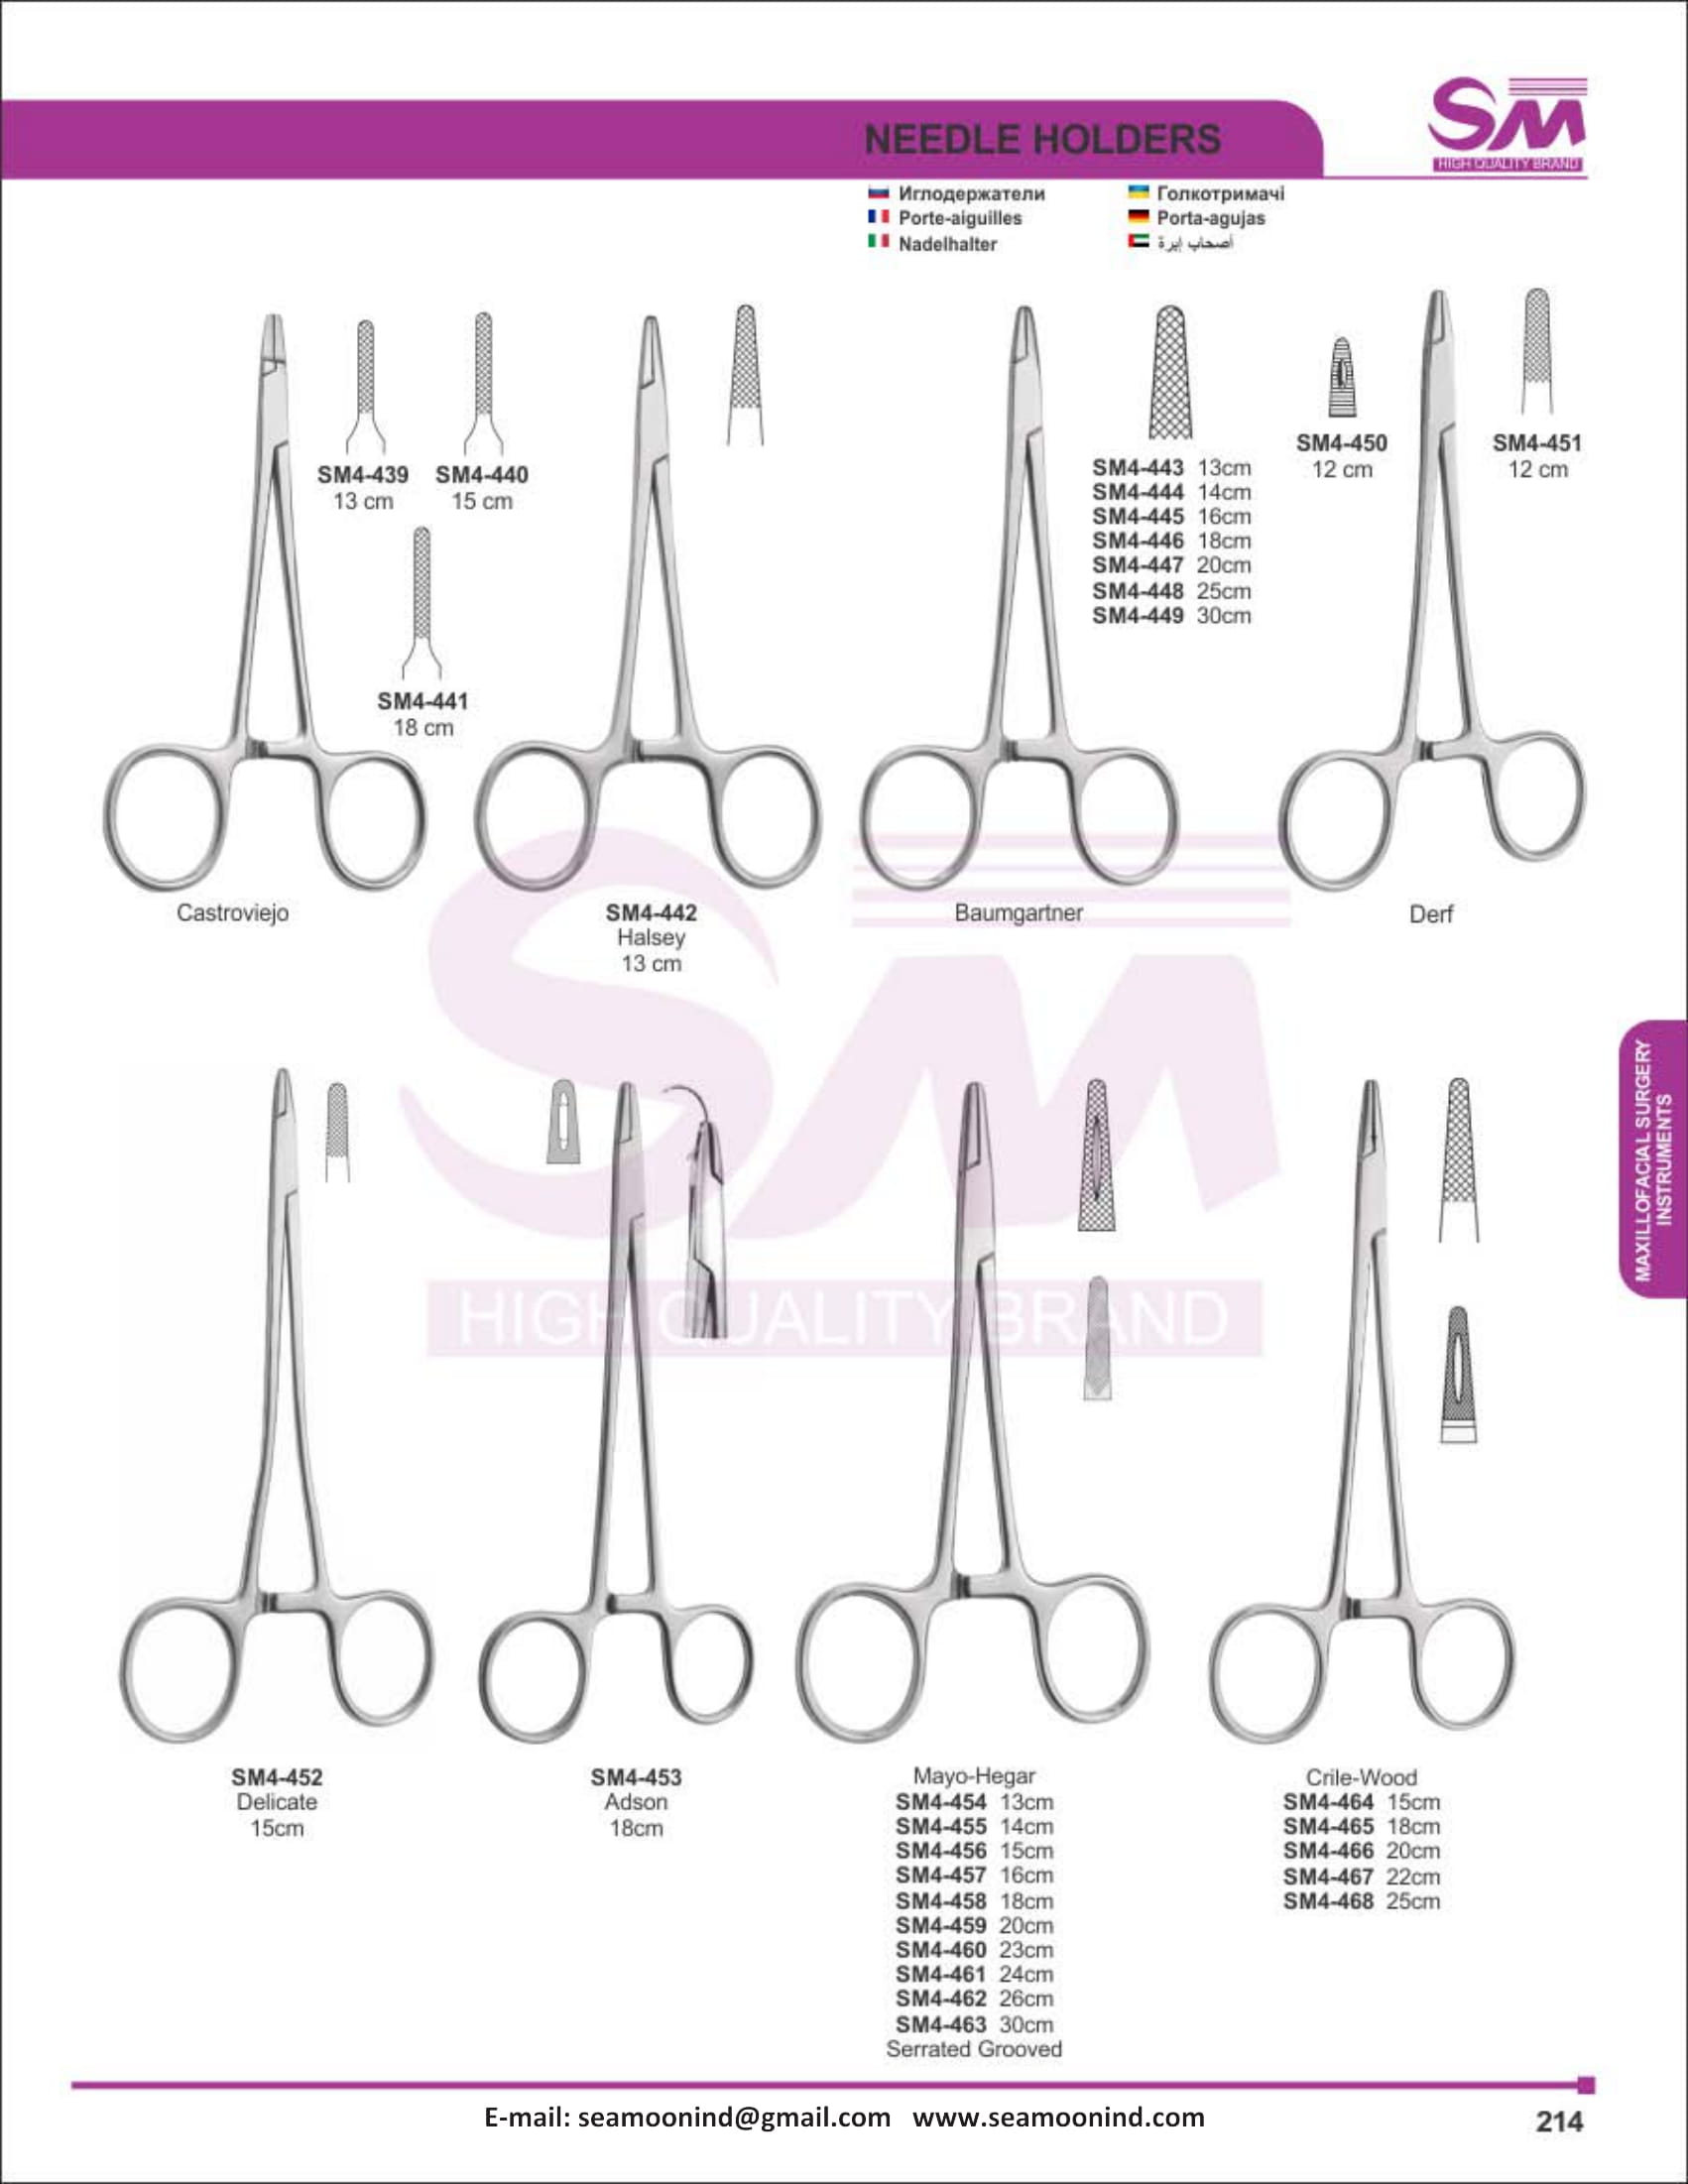 SM
HIGH QUALITY BRAND
NEEDLE HOLDERS
Иглодержатели
Porte-aiguilles
Nadelhalter
Голкотримачі
Porta-agujas
أصحاب إبرة
SM4-439
13 cm
SM4-440
15 cm
SM4-441
18 cm
Castroviejo
SM4-442
Halsey
13 cm
SM4-443 13cm
SM4-444 14cm
SM4-445 16cm
SM4-446 18cm
SM4-447 20cm
SM4-448 25cm
SM4-449 30cm
Baumgartner
SM4-450
12 cm
SM4-451
12 cm
Derf
SM
HIGH QUALITY BRAND
MAXILLOFACIAL SURGERY
INSTRUMENTS
SM4-452
Delicate
15cm
SM4-453
Adson
18cm
Mayo-Hegar
SM4-454 13cm
SM4-455 14cm
SM4-456 15cm
SM4-457 16cm
SM4-458 18cm
SM4-459 20cm
SM4-460 23cm
SM4-461 24cm
SM4-462 26cm
SM4-463 30cm
Serrated Grooved
Crile-Wood
SM4-464 15cm
SM4-465 18cm
SM4-466 20cm
SM4-467 22cm
SM4-468 25cm
E-mail: seamoonind@gmail.com www.seamoonind.com
214